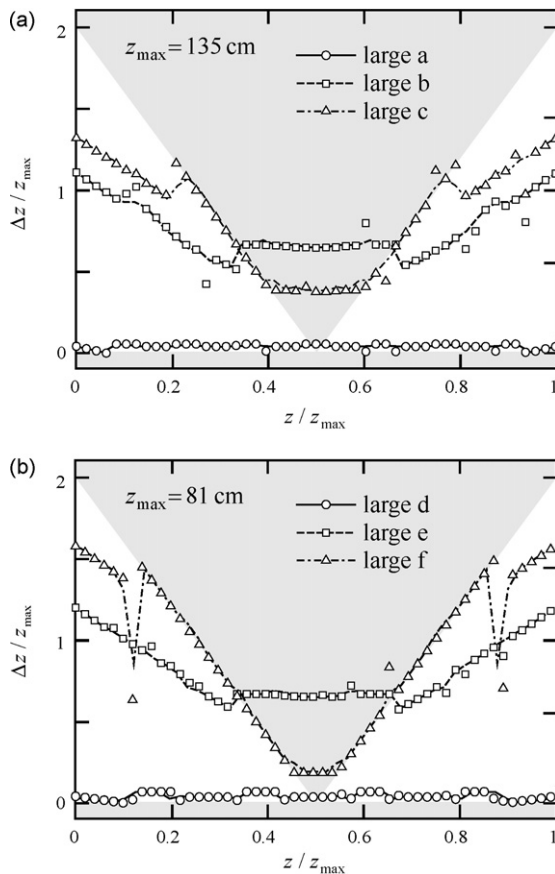 (a)
2
1
0
Δz / z_max
z_max = 135 cm
large a
large b
large c
0 0.2 0.4 0.6 0.8 1
z / z_max
(b)
2
1
0
Δz / z_max
z_max = 81 cm
large d
large e
large f
0 0.2 0.4 0.6 0.8 1
z / z_max